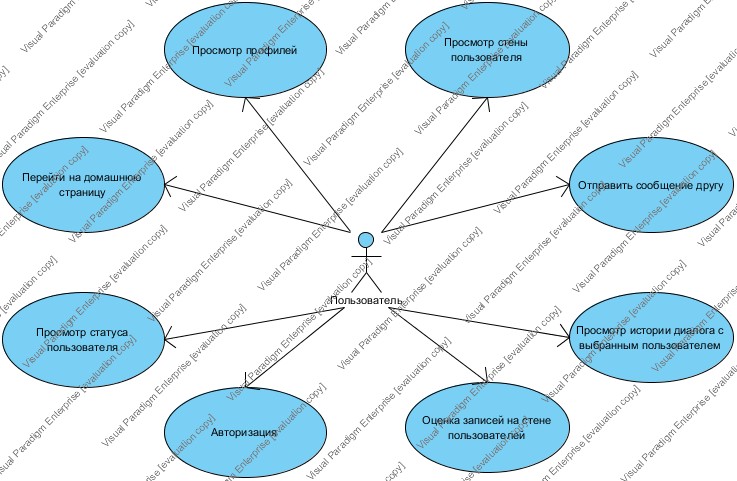 Просмотр профилей
Просмотр стены
пользователя
Перейти на домашнюю
страницу
Отправить сообщение другу
Пользователь
Просмотр статуса
пользователя
Просмотр истории диалога с
выбранным пользователем
Авторизация
Оценка записей на стене
пользователей
Visual Paradigm Enterprise [evaluation copy]